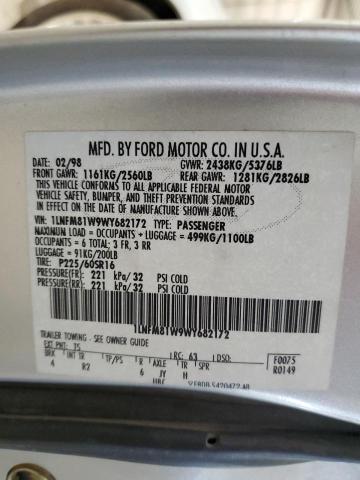 MFD. BY FORD MOTOR CO. IN U.S.A.
DATE: 02/98 GVWR: 2438KG/5376LB
FRONT GAWR: 1161KG/2560LB REAR GAWR: 1281KG/2826LB
THIS VEHICLE CONFORMS TO ALL APPLICABLE FEDERAL MOTOR
VEHICLE SAFETY, BUMPER, AND THEFT PREVENTION STANDARDS
IN EFFECT ON THE DATE OF MANUFACTURE SHOWN ABOVE.
VIN: 1LNFM81W9WY682172 TYPE: PASSENGER
MAXIMUM LOAD = OCCUPANTS + LUGGAGE = 499KG/1100LB
OCCUPANTS = 6 TOTAL: 3 FR, 3 RR
LUGGAGE = 91KG/200LB
TIRE: P225/60SR16
PRESSURE(FR): 221 kPa/32 PSI COLD
PRESSURE(RR): 221 kPa/32 PSI COLD
1LNFM81W9WY682172
TRAILER TOWING - SEE OWNER GUIDE
EXT PNT: TS RC: 63 DSO: F0075
BRK INT TR TP/PS R AXLE TR SPR R0149
4 R2 6 JY H